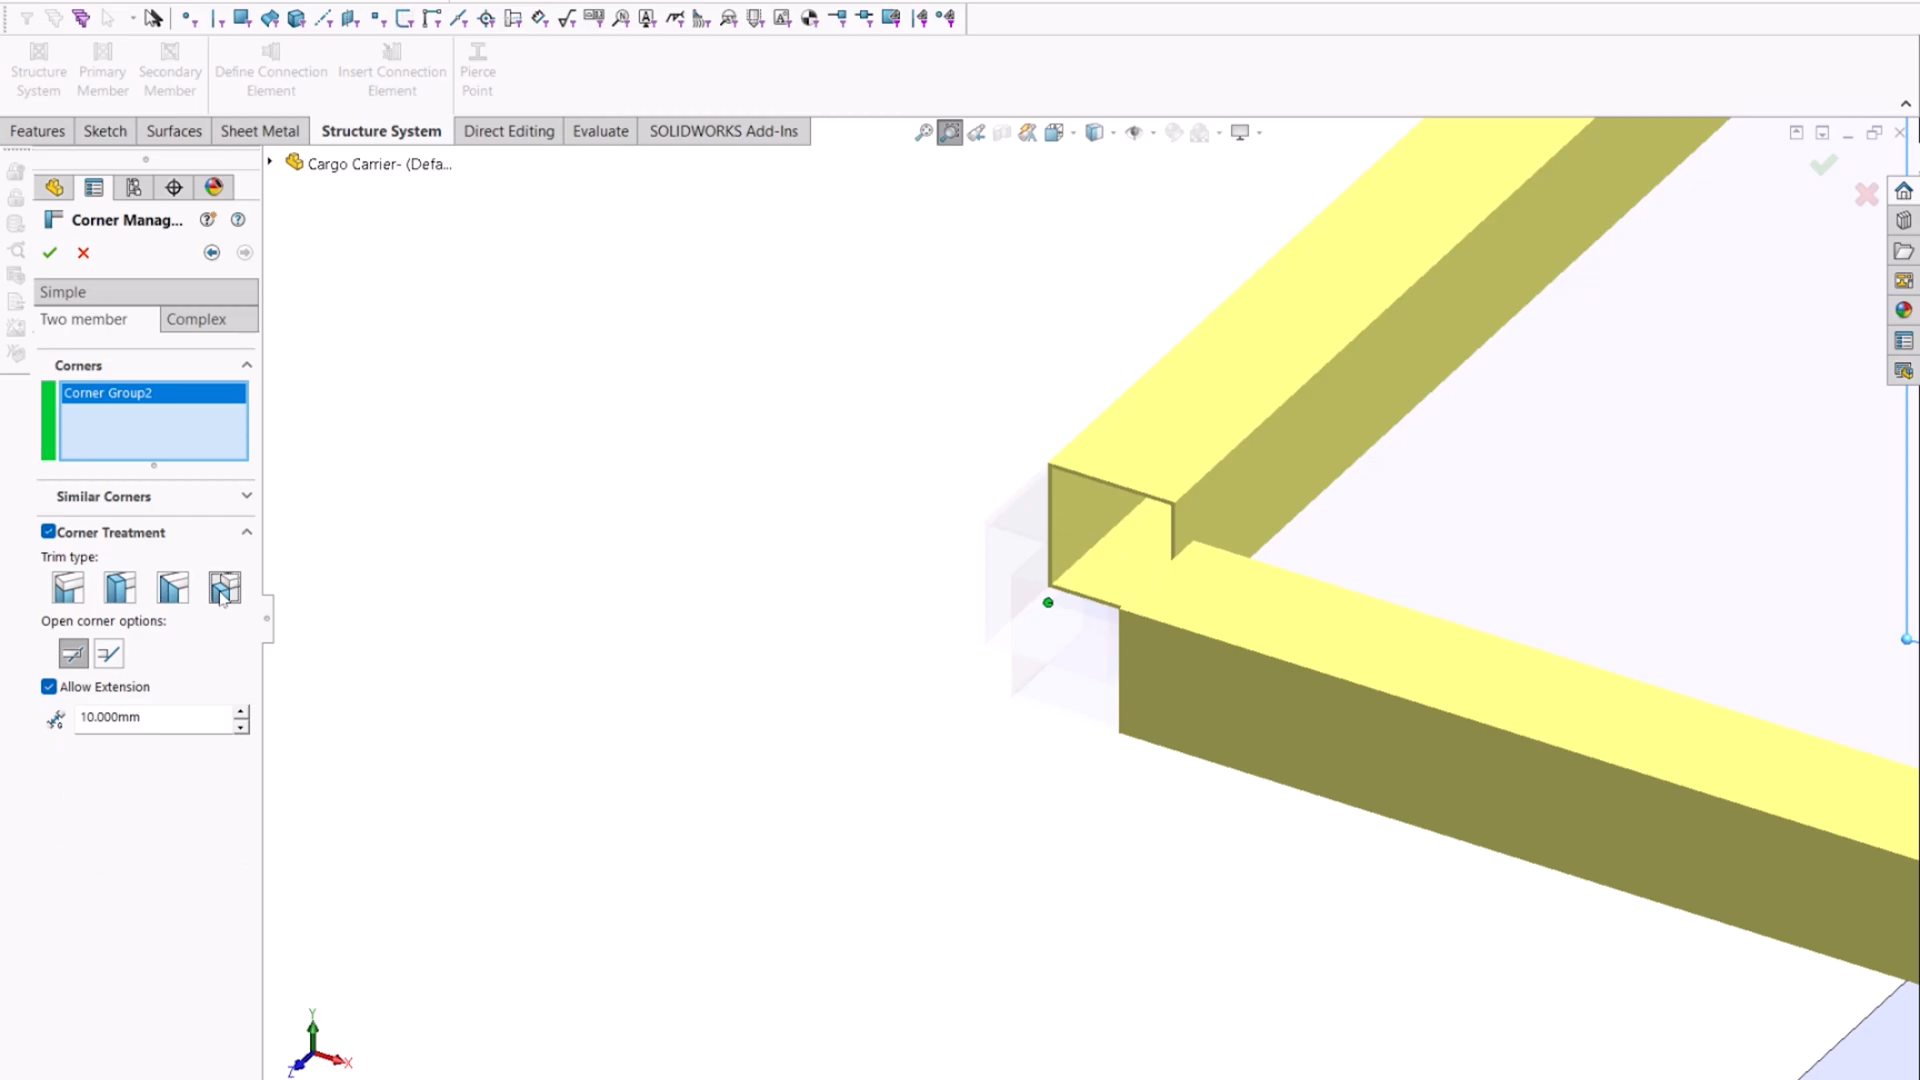 Structure System
Primary Member
Secondary Member
Define Connection Element
Insert Connection Element
Pierce Point
Features
Sketch
Surfaces
Sheet Metal
Structure System
Direct Editing
Evaluate
SOLIDWORKS Add-Ins
Cargo Carrier- (Defa...
Corner Manag...
Simple
Two member
Complex
Corners
Corner Group2
Similar Corners
Corner Treatment
Trim type:
Open corner options:
Allow Extension
10.000mm
Y
X
Z